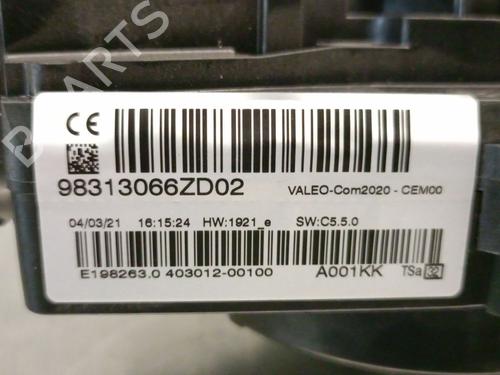 CE
98313066ZD02 VALEO-Com2020 - CEM00
04/03/21 16:15:24 HW:1921_e SW:C5.5.0
E198263.0 403012-00100 A001KK TSa 32
B-PARTS